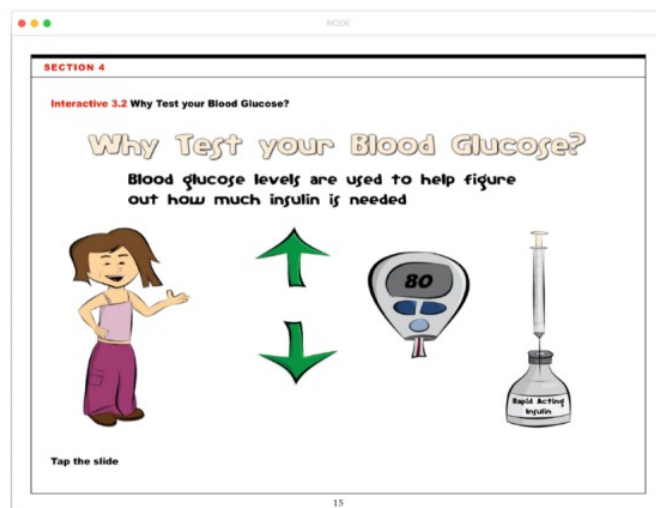 NODE
SECTION 4
Interactive 3.2 Why Test your Blood Glucose?
Why Test your Blood Glucose?
Blood glucose levels are used to help figure
out how much insulin is needed
80
Rapid Acting
Insulin
Tap the slide
15